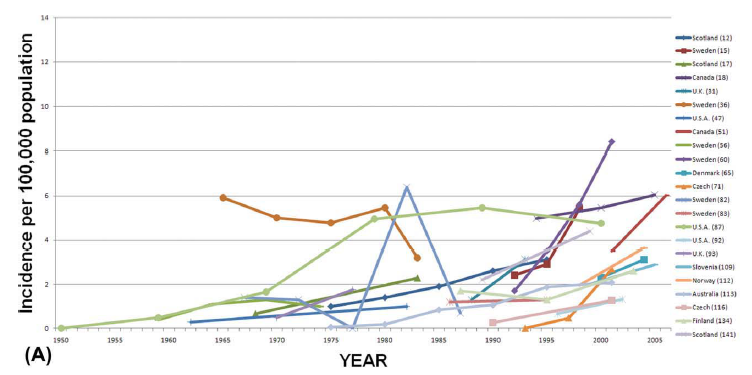 14
12
10
8
6
4
2
0
Incidence per 100,000 population
1950 1955 1960 1965 1970 1975 1980 1985 1990 1995 2000 2005
YEAR
(A)
Scotland (12)
Sweden (15)
Scotland (17)
Canada (18)
U.K. (31)
Sweden (36)
U.S.A. (47)
Canada (51)
Sweden (56)
Sweden (60)
Denmark (65)
Czech (71)
Sweden (82)
Sweden (83)
U.S.A. (87)
U.S.A. (92)
U.K. (93)
Slovenia (109)
Norway (112)
Australia (113)
Czech (116)
Finland (134)
Scotland (141)